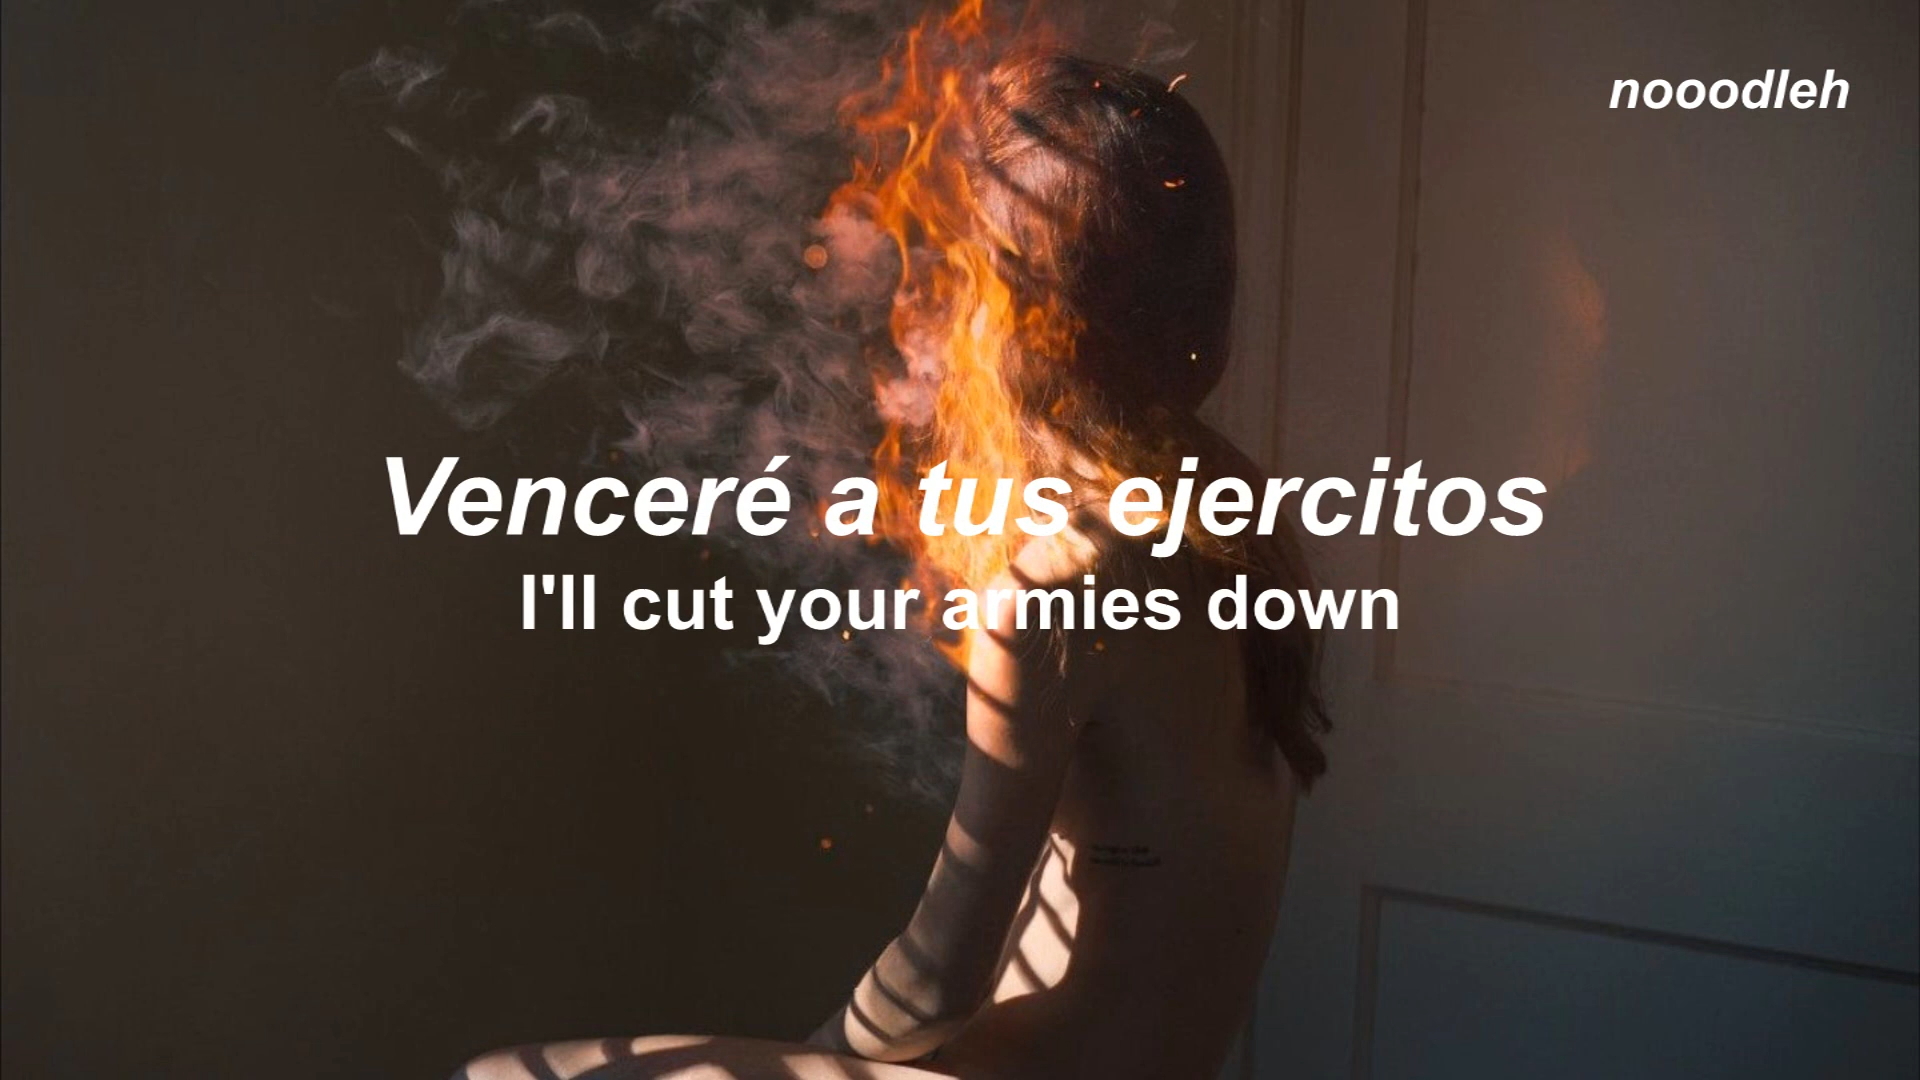 nooodleh
Venceré a tus ejercitos
I'll cut your armies down